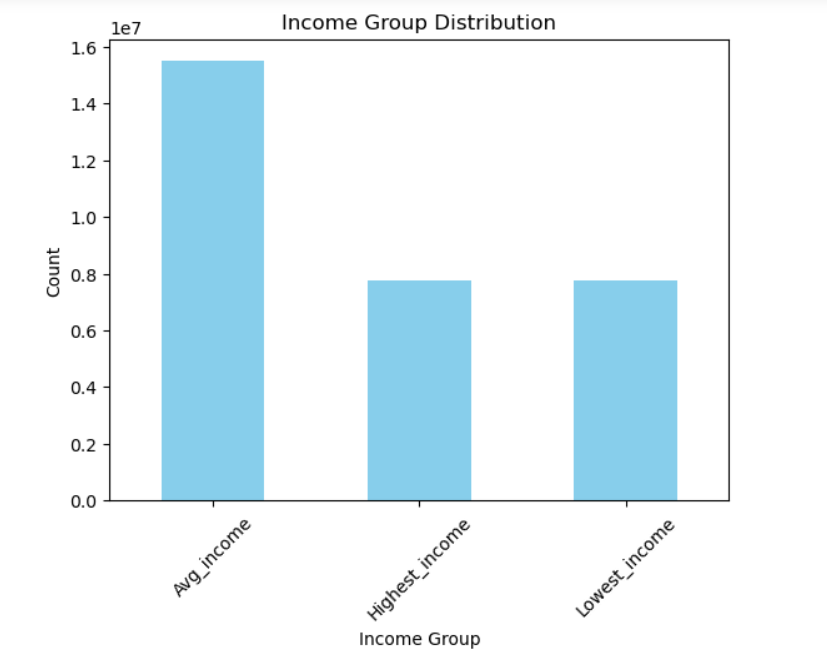 Income Group Distribution
1e7
1.6
1.4
1.2
1.0
0.8
0.6
0.4
0.2
0.0
Count
Avg_income
Highest_income
Lowest_income
Income Group